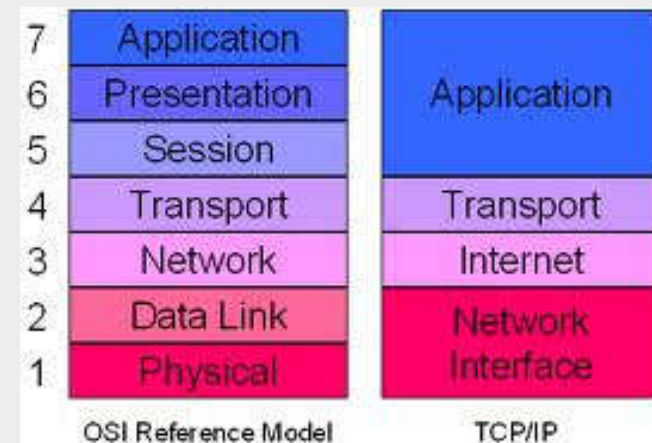 7 Application
6 Presentation
5 Session
4 Transport
3 Network
2 Data Link
1 Physical
OSI Reference Model
Application
Transport
Internet
Network
Interface
TCP/IP